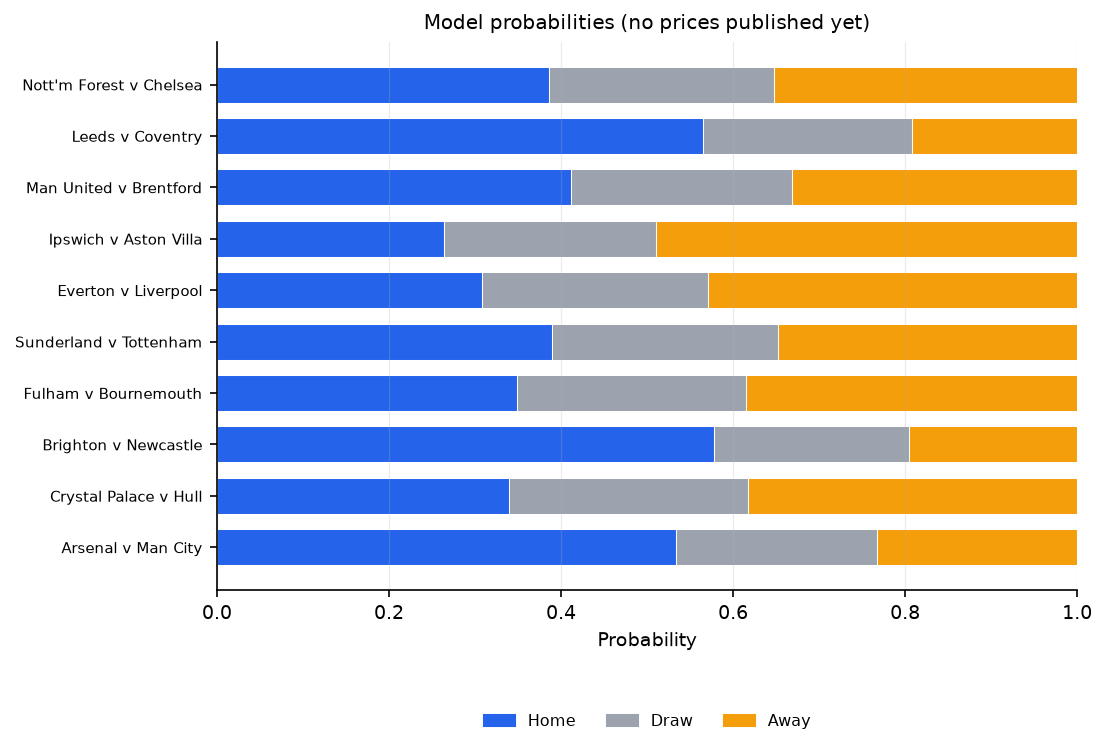 Model probabilities (no prices published yet)
Nott'm Forest v Chelsea
Leeds v Coventry
Man United v Brentford
Ipswich v Aston Villa
Everton v Liverpool
Sunderland v Tottenham
Fulham v Bournemouth
Brighton v Newcastle
Crystal Palace v Hull
Arsenal v Man City
0.0 0.2 0.4 0.6 0.8 1.0
Probability
Home Draw Away